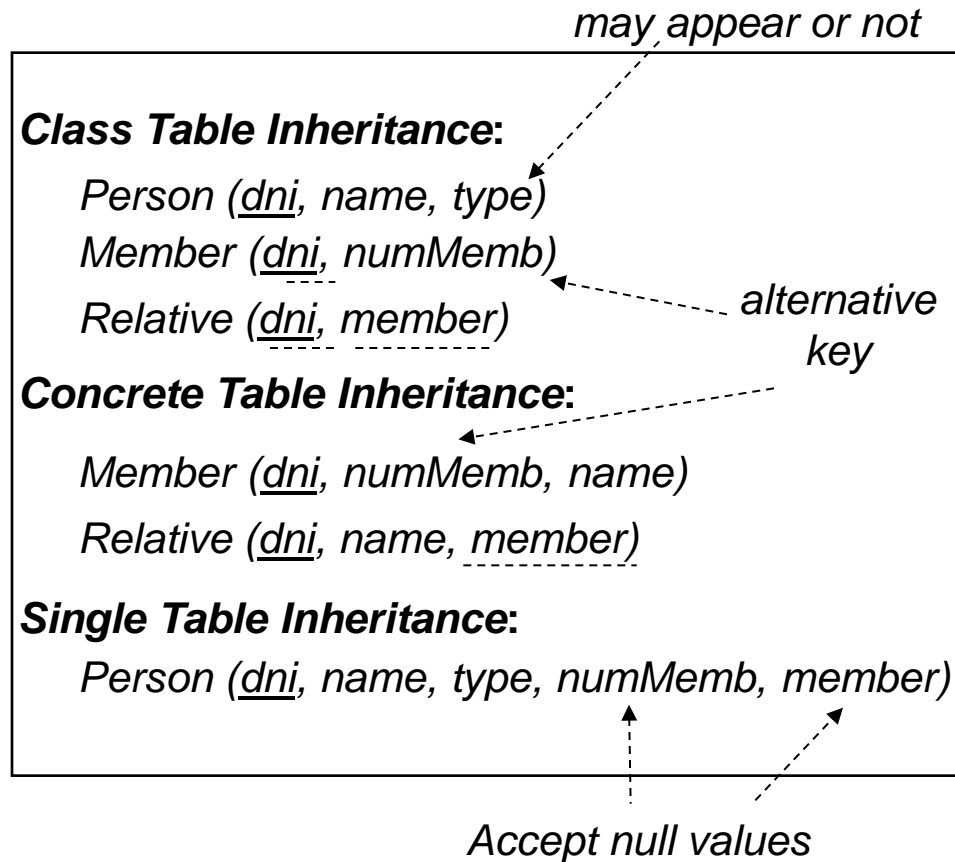 may appear or not
Class Table Inheritance:
Person (dni, name, type)
Member (dni, numMemb)
Relative (dni, member)
alternative
key
Concrete Table Inheritance:
Member (dni, numMemb, name)
Relative (dni, name, member)
Single Table Inheritance:
Person (dni, name, type, numMemb, member)
Accept null values